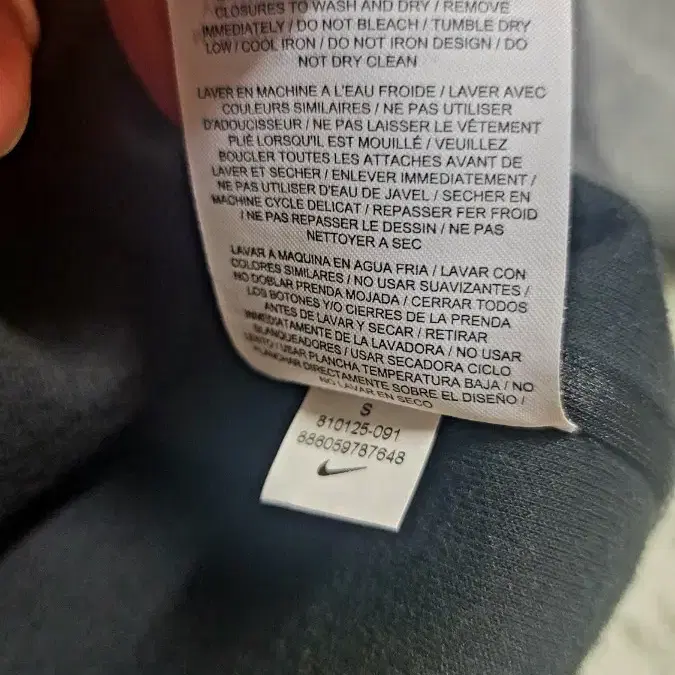 CLOSURES TO WASH AND DRY / REMOVE
IMMEDIATELY / DO NOT BLEACH / TUMBLE DRY
LOW / COOL IRON / DO NOT IRON DESIGN / DO
NOT DRY CLEAN
LAVER EN MACHINE A L'EAU FROIDE / LAVER AVEC
COULEURS SIMILAIRES / NE PAS UTILISER
D'ADOUCISSEUR / NE PAS LAISSER LE VÊTEMENT
PLIÉ LORSQU'IL EST MOUILLÉ / VEUILLEZ
BOUCLER TOUTES LES ATTACHES AVANT DE
LAVER ET SECHER / ENLEVER IMMEDIATEMENT /
NE PAS UTILISER D'EAU DE JAVEL / SECHER EN
MACHINE CYCLE DELICAT / REPASSER FER FROID
/ NE PAS REPASSER LE DESSIN / NE PAS
NETTOYER A SEC
LAVAR A MAQUINA EN AGUA FRIA / LAVAR CON
COLORES SIMILARES / NO USAR SUAVIZANTES /
NO DOBLAR PRENDA MOJADA / CERRAR TODOS
LOS BOTONES Y/O CIERRES DE LA PRENDA
ANTES DE LAVAR Y SECAR / RETIRAR
INMEDIATAMENTE DE LA LAVADORA / NO USAR
BLANQUEADORES / USAR SECADORA CICLO
LENTO / USAR PLANCHA TEMPERATURA BAJA / NO
PLANCHAR DIRECTAMENTE SOBRE EL DISEÑO /
NO LAVAR EN SECO
S
810125-091
886059787648